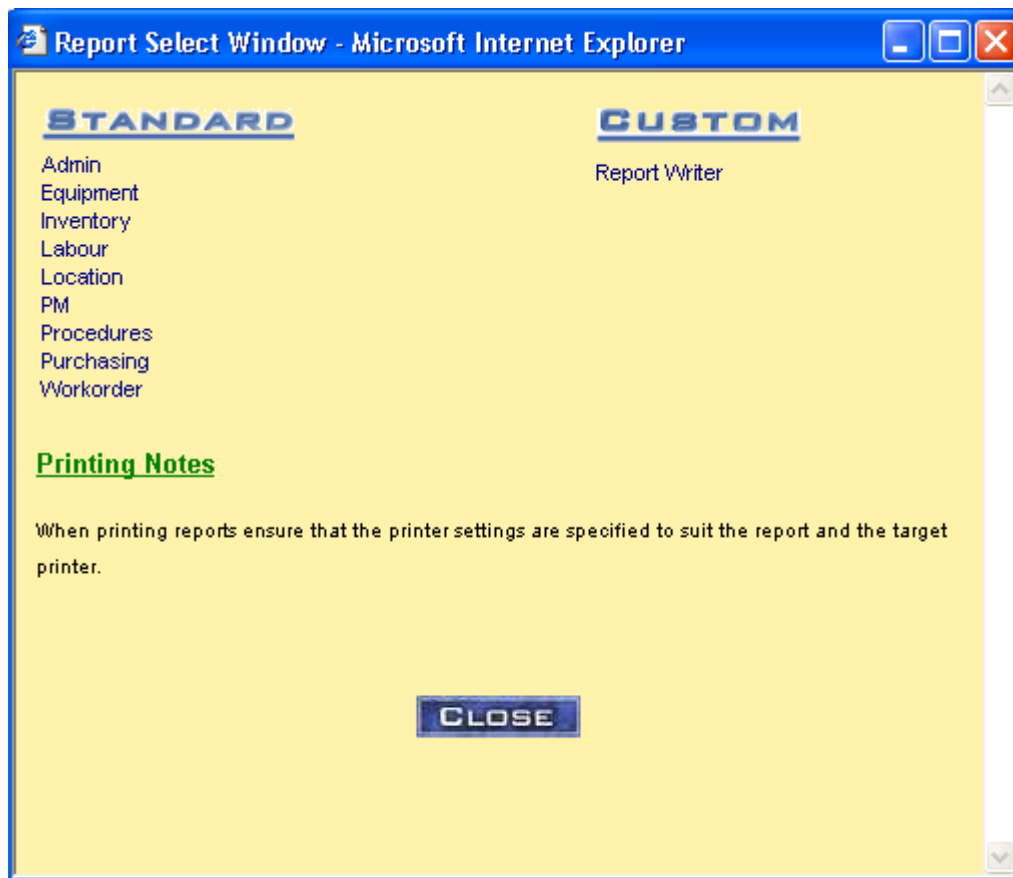 Report Select Window - Microsoft Internet Explorer
STANDARD
Admin
Equipment
Inventory
Labour
Location
PM
Procedures
Purchasing
Workorder
CUSTOM
Report Writer
Printing Notes
When printing reports ensure that the printer settings are specified to suit the report and the target
printer.
CLOSE